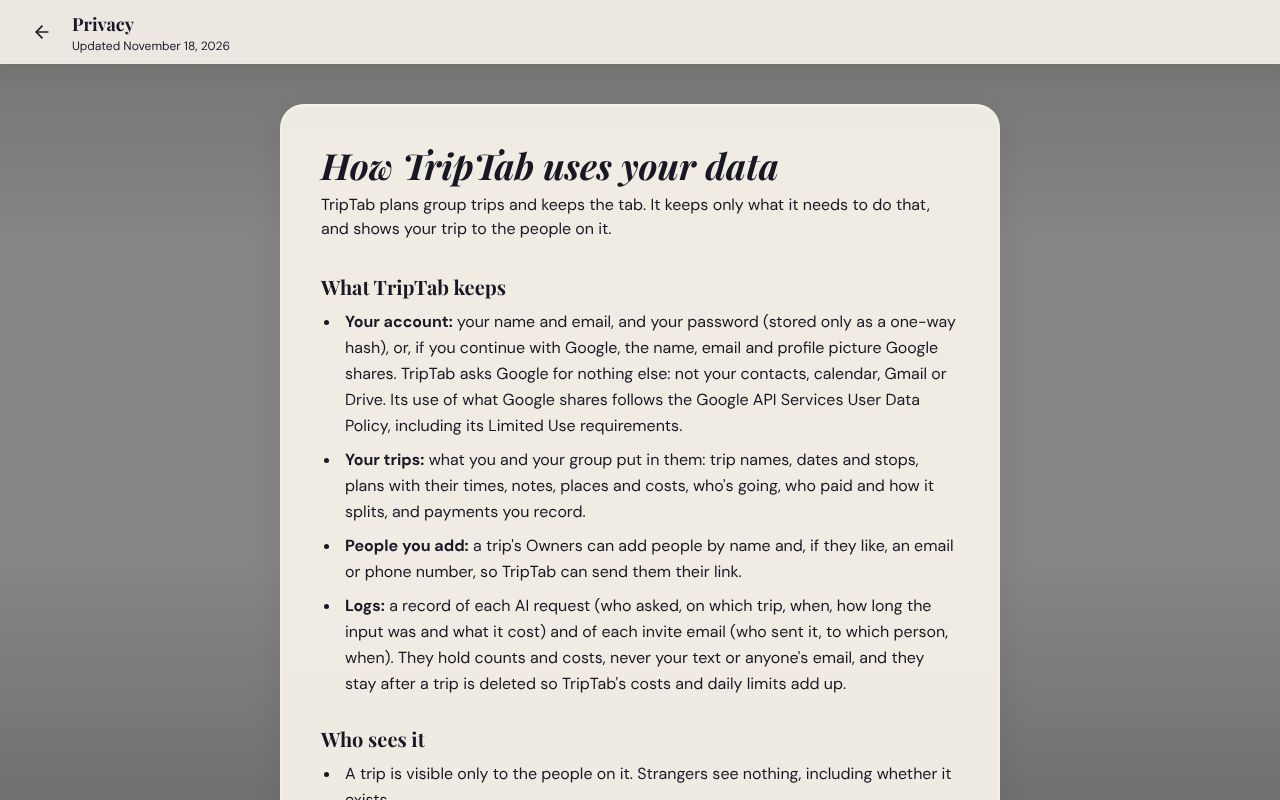 Privacy
Updated November 18, 2026
How TripTab uses your data
TripTab plans group trips and keeps the tab. It keeps only what it needs to do that,
and shows your trip to the people on it.
What TripTab keeps
• Your account: your name and email, and your password (stored only as a one-way
hash), or, if you continue with Google, the name, email and profile picture Google
shares. TripTab asks Google for nothing else: not your contacts, calendar, Gmail or
Drive. Its use of what Google shares follows the Google API Services User Data
Policy, including its Limited Use requirements.
• Your trips: what you and your group put in them: trip names, dates and stops,
plans with their times, notes, places and costs, who's going, who paid and how it
splits, and payments you record.
• People you add: a trip's Owners can add people by name and, if they like, an email
or phone number, so TripTab can send them their link.
• Logs: a record of each AI request (who asked, on which trip, when, how long the
input was and what it cost) and of each invite email (who sent it, to which person,
when). They hold counts and costs, never your text or anyone's email, and they
stay after a trip is deleted so TripTab's costs and daily limits add up.
Who sees it
• A trip is visible only to the people on it. Strangers see nothing, including whether it
exists.